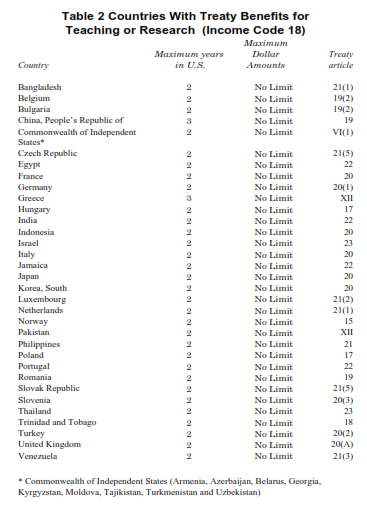 Table 2 Countries With Treaty Benefits for
Teaching or Research (Income Code 18)
Country Maximum years in U.S. Maximum Dollar Amounts Treaty article
Bangladesh 2 No Limit 21(1)
Belgium 2 No Limit 19(2)
Bulgaria 2 No Limit 19(2)
China, People's Republic of 3 No Limit 19
Commonwealth of Independent 2 No Limit VI(1)
States*
Czech Republic 2 No Limit 21(5)
Egypt 2 No Limit 22
France 2 No Limit 20
Germany 2 No Limit 20(1)
Greece 3 No Limit XII
Hungary 2 No Limit 17
India 2 No Limit 22
Indonesia 2 No Limit 20
Israel 2 No Limit 23
Italy 2 No Limit 20
Jamaica 2 No Limit 22
Japan 2 No Limit 20
Korea, South 2 No Limit 20
Luxembourg 2 No Limit 21(2)
Netherlands 2 No Limit 21(1)
Norway 2 No Limit 15
Pakistan 2 No Limit XII
Philippines 2 No Limit 21
Poland 2 No Limit 17
Portugal 2 No Limit 22
Romania 2 No Limit 19
Slovak Republic 2 No Limit 21(5)
Slovenia 2 No Limit 20(3)
Thailand 2 No Limit 23
Trinidad and Tobago 2 No Limit 18
Turkey 2 No Limit 20(2)
United Kingdom 2 No Limit 20(A)
Venezuela 2 No Limit 21(3)
* Commonwealth of Independent States (Armenia, Azerbaijan, Belarus, Georgia,
Kyrgyzstan, Moldova, Tajikistan, Turkmenistan and Uzbekistan)